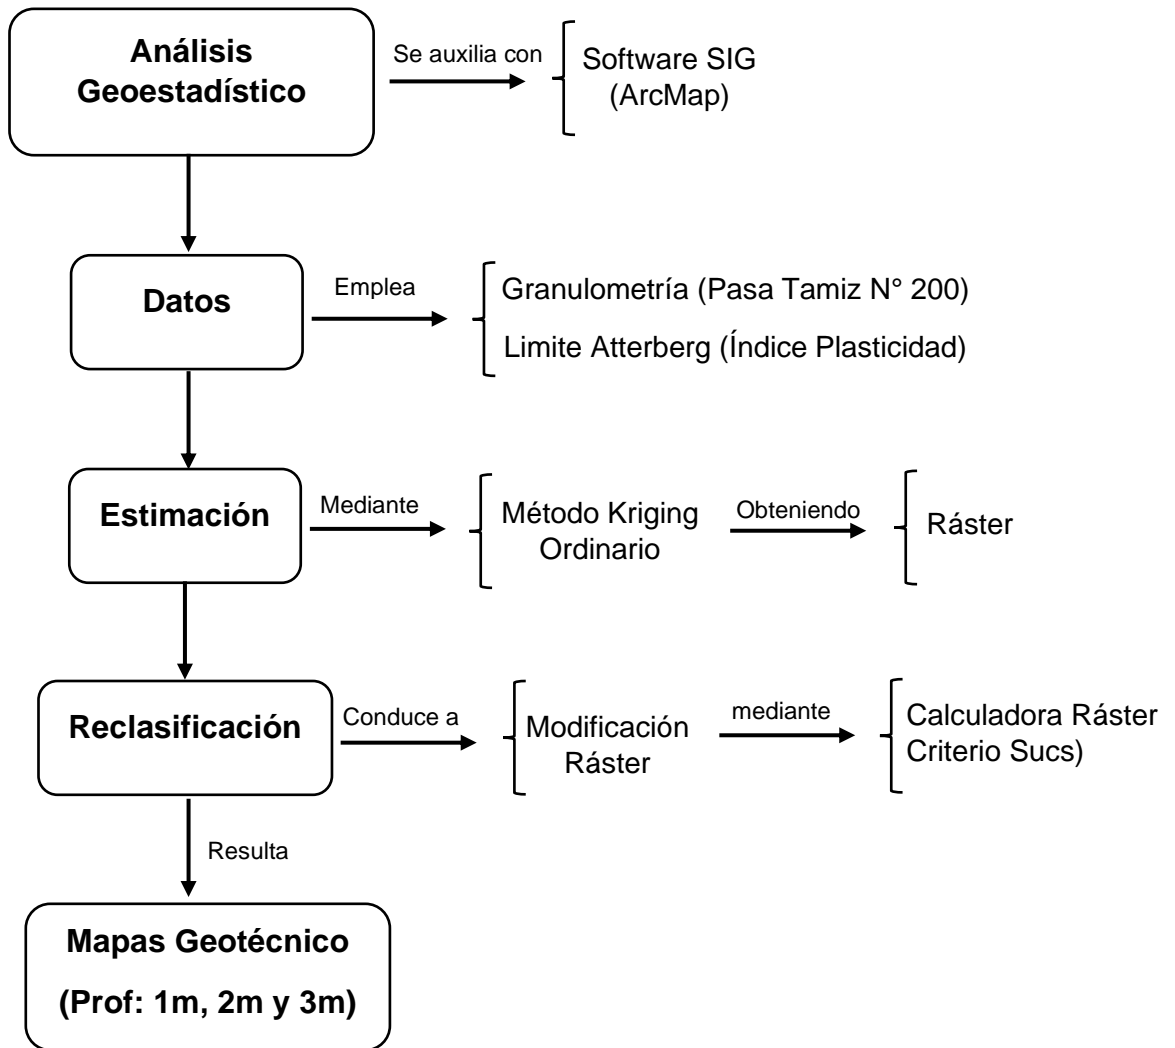 Análisis
Geoestadístico
Se auxilia con
Software SIG
(ArcMap)
Datos
Emplea
Granulometría (Pasa Tamiz N° 200)
Limite Atterberg (Índice Plasticidad)
Estimación
Mediante
Método Kriging
Ordinario
Obteniendo
Ráster
Reclasificación
Conduce a
Modificación
Ráster
mediante
Calculadora Ráster
Criterio Sucs)
Resulta
Mapas Geotécnico
(Prof: 1m, 2m y 3m)